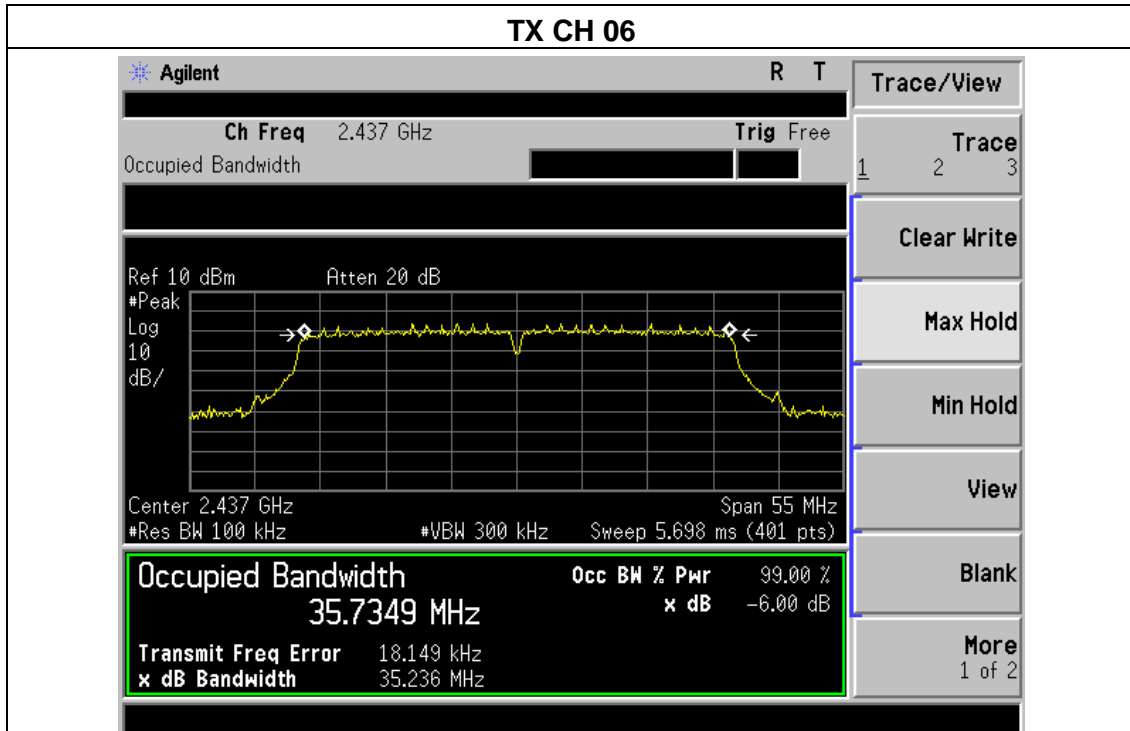 TX CH 06
Agilent R T
Ch Freq 2.437 GHz Trig Free
Occupied Bandwidth
Ref 10 dBm Atten 20 dB
#Peak
Log
10
dB/
Center 2.437 GHz Span 55 MHz
#Res BW 100 kHz #VBW 300 kHz Sweep 5.698 ms (401 pts)
Occupied Bandwidth
35.7349 MHz
Occ BW % Pwr 99.00 %
x dB -6.00 dB
Transmit Freq Error 18.149 kHz
x dB Bandwidth 35.236 MHz
Trace/View
Trace
1 2 3
Clear Write
Max Hold
Min Hold
View
Blank
More
1 of 2